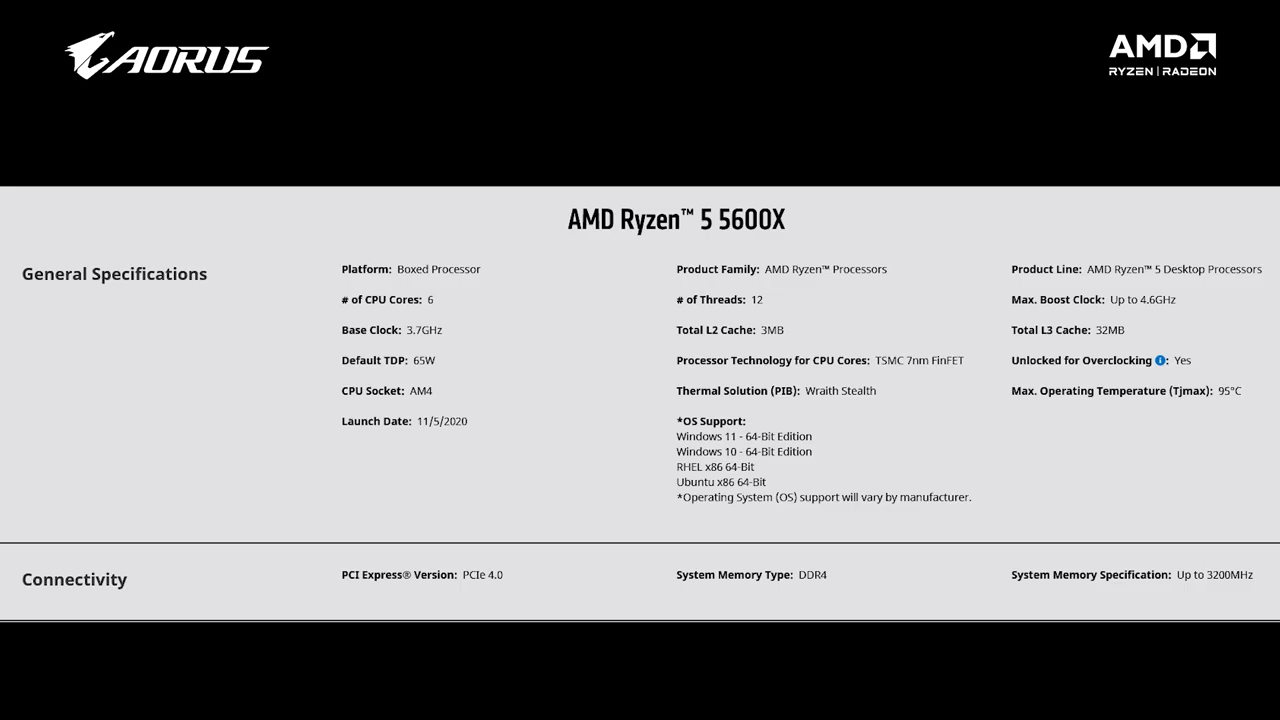 AORUS
AMD
RYZEN | RADEON
AMD Ryzen™ 5 5600X
General Specifications
Platform: Boxed Processor
Product Family: AMD Ryzen™ Processors
Product Line: AMD Ryzen™ 5 Desktop Processors
# of CPU Cores: 6
# of Threads: 12
Max. Boost Clock: Up to 4.6GHz
Base Clock: 3.7GHz
Total L2 Cache: 3MB
Total L3 Cache: 32MB
Default TDP: 65W
Processor Technology for CPU Cores: TSMC 7nm FinFET
Unlocked for Overclocking i: Yes
CPU Socket: AM4
Thermal Solution (PIB): Wraith Stealth
Max. Operating Temperature (Tjmax): 95°C
Launch Date: 11/5/2020
*OS Support:
Windows 11 - 64-Bit Edition
Windows 10 - 64-Bit Edition
RHEL x86 64-Bit
Ubuntu x86 64-Bit
*Operating System (OS) support will vary by manufacturer.
Connectivity
PCI Express® Version: PCIe 4.0
System Memory Type: DDR4
System Memory Specification: Up to 3200MHz